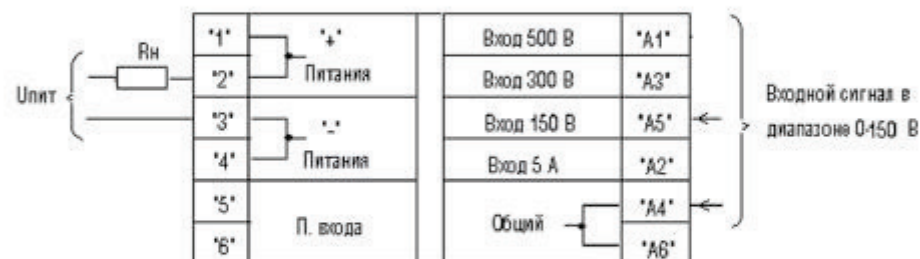 "1"
"+"
Вход 500 В
"А1"
Rн
"2"
Питания
Вход 300 В
"А3"
Uпит
"3"
"-"
Вход 150 В
"А5"
Входной сигнал в
диапазоне 0-150 В
"4"
Питания
Вход 5 А
"А2"
"5"
П. входа
Общий
"А4"
"6"
"А6"